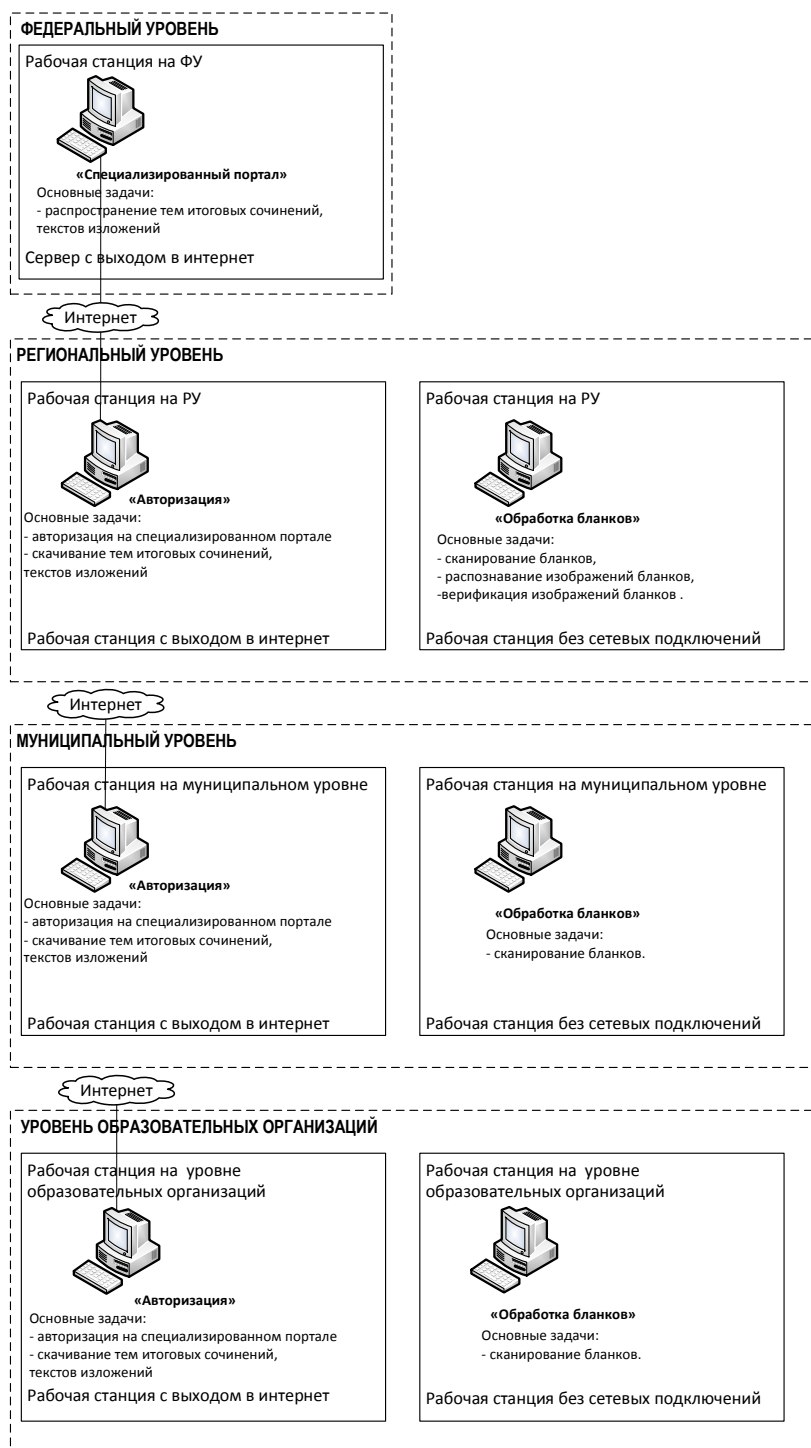 ФЕДЕРАЛЬНЫЙ УРОВЕНЬ
Рабочая станция на ФУ
«Специализированный портал»
Основные задачи:
- распространение тем итоговых сочинений,
текстов изложений
Сервер с выходом в интернет
Интернет
РЕГИОНАЛЬНЫЙ УРОВЕНЬ
Рабочая станция на РУ
«Авторизация»
Основные задачи:
- авторизация на специализированном портале
- скачивание тем итоговых сочинений,
текстов изложений
Рабочая станция с выходом в интернет
Рабочая станция на РУ
«Обработка бланков»
Основные задачи:
- сканирование бланков,
- распознавание изображений бланков,
-верификация изображений бланков .
Рабочая станция без сетевых подключений
Интернет
МУНИЦИПАЛЬНЫЙ УРОВЕНЬ
Рабочая станция на муниципальном уровне
«Авторизация»
Основные задачи:
- авторизация на специализированном портале
- скачивание тем итоговых сочинений,
текстов изложений
Рабочая станция с выходом в интернет
Рабочая станция на муниципальном уровне
«Обработка бланков»
Основные задачи:
- сканирование бланков.
Рабочая станция без сетевых подключений
Интернет
УРОВЕНЬ ОБРАЗОВАТЕЛЬНЫХ ОРГАНИЗАЦИЙ
Рабочая станция на уровне
образовательных организаций
«Авторизация»
Основные задачи:
- авторизация на специализированном портале
- скачивание тем итоговых сочинений,
текстов изложений
Рабочая станция с выходом в интернет
Рабочая станция на уровне
образовательных организаций
«Обработка бланков»
Основные задачи:
- сканирование бланков.
Рабочая станция без сетевых подключений